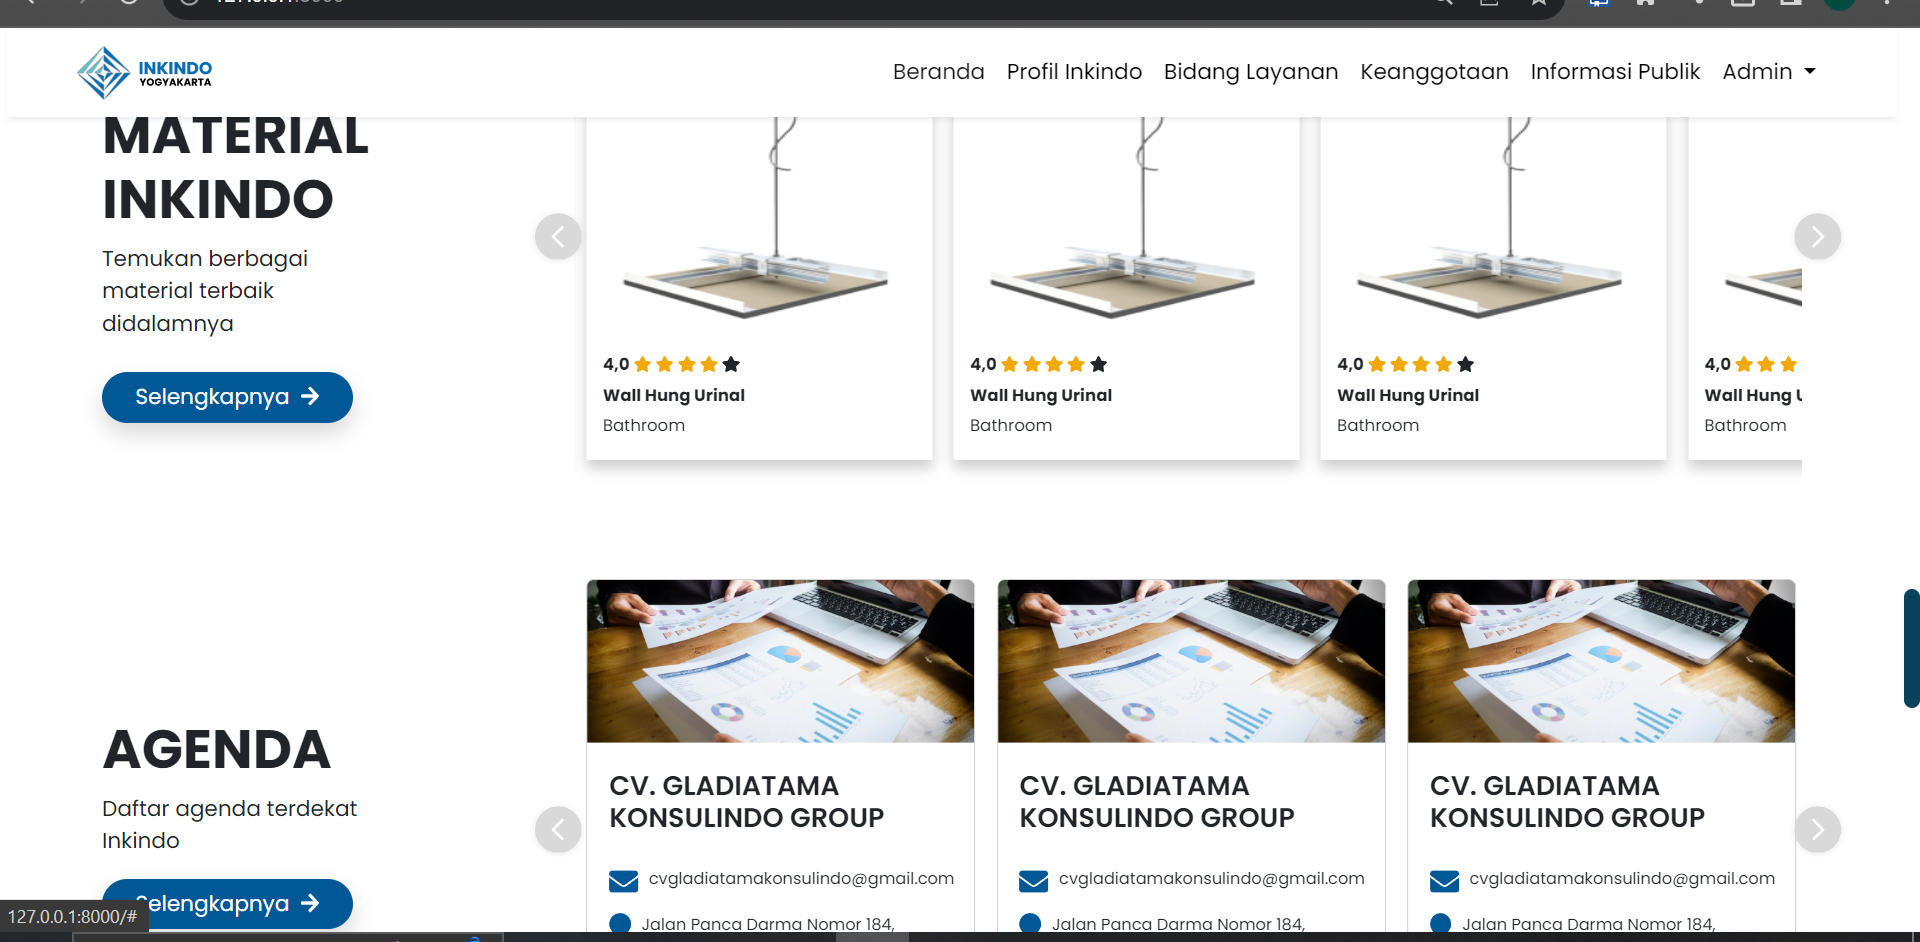 INKINDO
YOGYAKARTA
Beranda Profil Inkindo Bidang Layanan Keanggotaan Informasi Publik Admin
MATERIAL
INKINDO
Temukan berbagai
material terbaik
didalamnya
Selengkapnya
4,0
Wall Hung Urinal
Bathroom
4,0
Wall Hung Urinal
Bathroom
4,0
Wall Hung Urinal
Bathroom
4,0
Wall Hung
Bathroom
AGENDA
Daftar agenda terdekat
Inkindo
Selengkapnya
CV. GLADIATAMA
KONSULINDO GROUP
cvgladiatamakonsulindo@gmail.com
Jalan Panca Darma Nomor 184,
CV. GLADIATAMA
KONSULINDO GROUP
cvgladiatamakonsulindo@gmail.com
Jalan Panca Darma Nomor 184,
CV. GLADIATAMA
KONSULINDO GROUP
cvgladiatamakonsulindo@gmail.com
Jalan Panca Darma Nomor 184,
127.0.0.1:8000/#